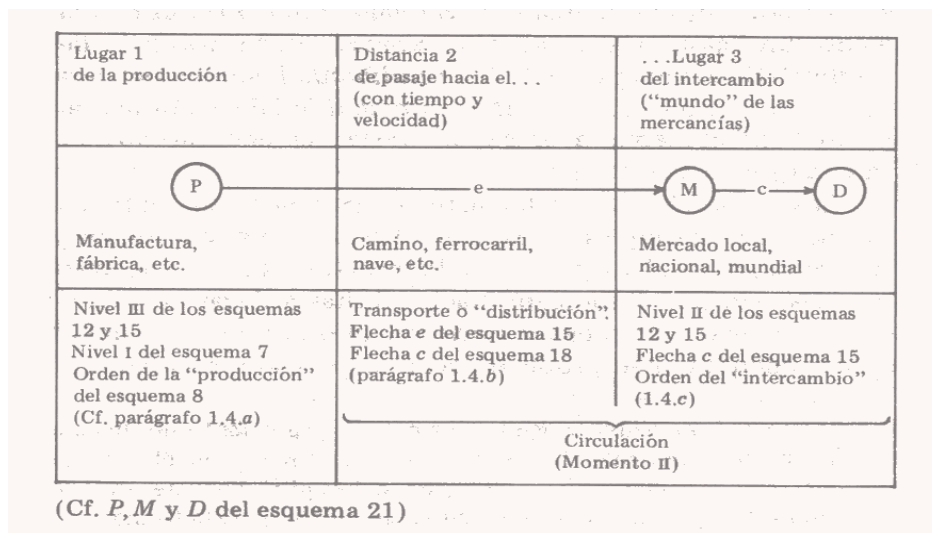 Lugar 1
de la producción
Distancia 2
de pasaje hacia el. . .
(con tiempo y
velocidad)
. . .Lugar 3
del intercambio
(“mundo” de las
mercancías)
P
e
M
c
D
Manufactura,
fábrica, etc.
Camino, ferrocarril,
nave, etc.
Mercado local,
nacional, mundial
Nivel III de los esquemas
12 y 15
Nivel I del esquema 7
Orden de la “producción”
del esquema 8
(Cf. parágrafo 1.4.a)
Transporte o “distribución”.
Flecha e del esquema 15
Flecha c del esquema 18
(parágrafo 1.4.b)
Nivel II de los esquemas
12 y 15
Flecha c del esquema 15
Orden del “intercambio”
(1.4.c)
Circulación
(Momento II)
(Cf. P, M y D del esquema 21)